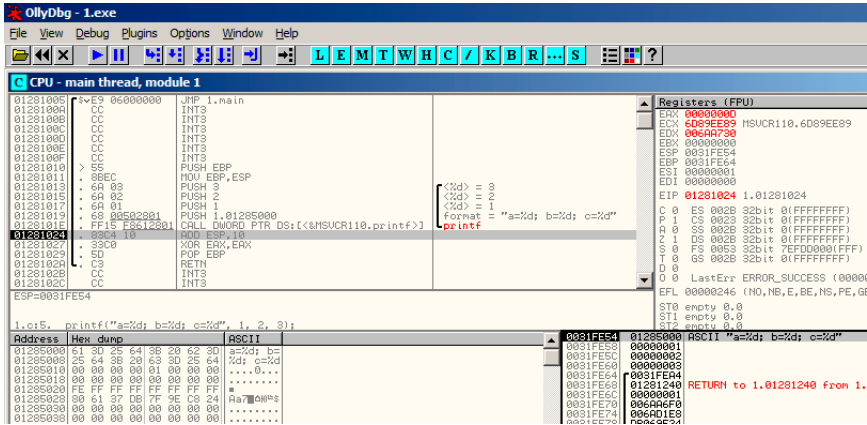 OllyDbg - 1.exe
File View Debug Plugins Options Window Help
L E M T W H C / K B R ... S ?
C CPU - main thread, module 1
01281005 $vE9 06000000 JMP 1.main
0128100A CC INT3
0128100B CC INT3
0128100C CC INT3
0128100D CC INT3
0128100E CC INT3
0128100F CC INT3
01281010 > 55 PUSH EBP
01281011 . 8BEC MOV EBP,ESP
01281013 . 6A 03 PUSH 3 <%d> = 3
01281015 . 6A 02 PUSH 2 <%d> = 2
01281017 . 6A 01 PUSH 1 <%d> = 1
01281019 . 68 00502801 PUSH 1.01285000 format = "a=%d; b=%d; c=%d"
0128101E . FF15 F8612801 CALL DWORD PTR DS:[<&MSVCR110.printf>] printf
01281024 . 83C4 10 ADD ESP,10
01281027 . 33C0 XOR EAX,EAX
01281029 . 5D POP EBP
0128102A . C3 RETN
0128102B CC INT3
0128102C CC INT3
ESP=0031FE54
1.c:5. printf("a=%d; b=%d; c=%d", 1, 2, 3);
Registers (FPU)
EAX 0000000D
ECX 6D89EE89 MSVCR110.6D89EE89
EDX 006AA730
EBX 00000000
ESP 0031FE54
EBP 0031FE64
ESI 00000001
EDI 00000000
EIP 01281024 1.01281024
C 0 ES 002B 32bit 0(FFFFFFFF)
P 1 CS 0023 32bit 0(FFFFFFFF)
A 0 SS 002B 32bit 0(FFFFFFFF)
Z 1 DS 002B 32bit 0(FFFFFFFF)
S 0 FS 0053 32bit 7EFDD000(FFF)
T 0 GS 002B 32bit 0(FFFFFFFF)
D 0
O 0 LastErr ERROR_SUCCESS (00000
EFL 00000246 (NO,NB,E,BE,NS,PE,GE
ST0 empty 0.0
ST1 empty 0.0
ST2 empty 0.0
Address Hex dump ASCII
01285000 61 3D 25 64 3B 20 62 3D a=%d; b=
01285008 25 64 3B 20 63 3D 25 64 %d; c=%d
01285010 00 00 00 00 01 00 00 00
01285018 00 00 00 00 00 00 00 00 ........
01285020 FE FF FF FF FF FF FF FF
01285028 80 61 37 DB 7F 9E C8 24
01285030 00 00 00 00 00 00 00 00 ........
01285038 00 00 00 00 00 00 00 00 ........
0031FE54 01285000 ASCII "a=%d; b=%d; c=%d"
0031FE58 00000001
0031FE5C 00000002
0031FE60 00000003
0031FE64 0031FEA4
0031FE68 01281240 RETURN to 1.01281240 from 1.
0031FE6C 00000001
0031FE70 006AA6F0
0031FE74 006AD1E8